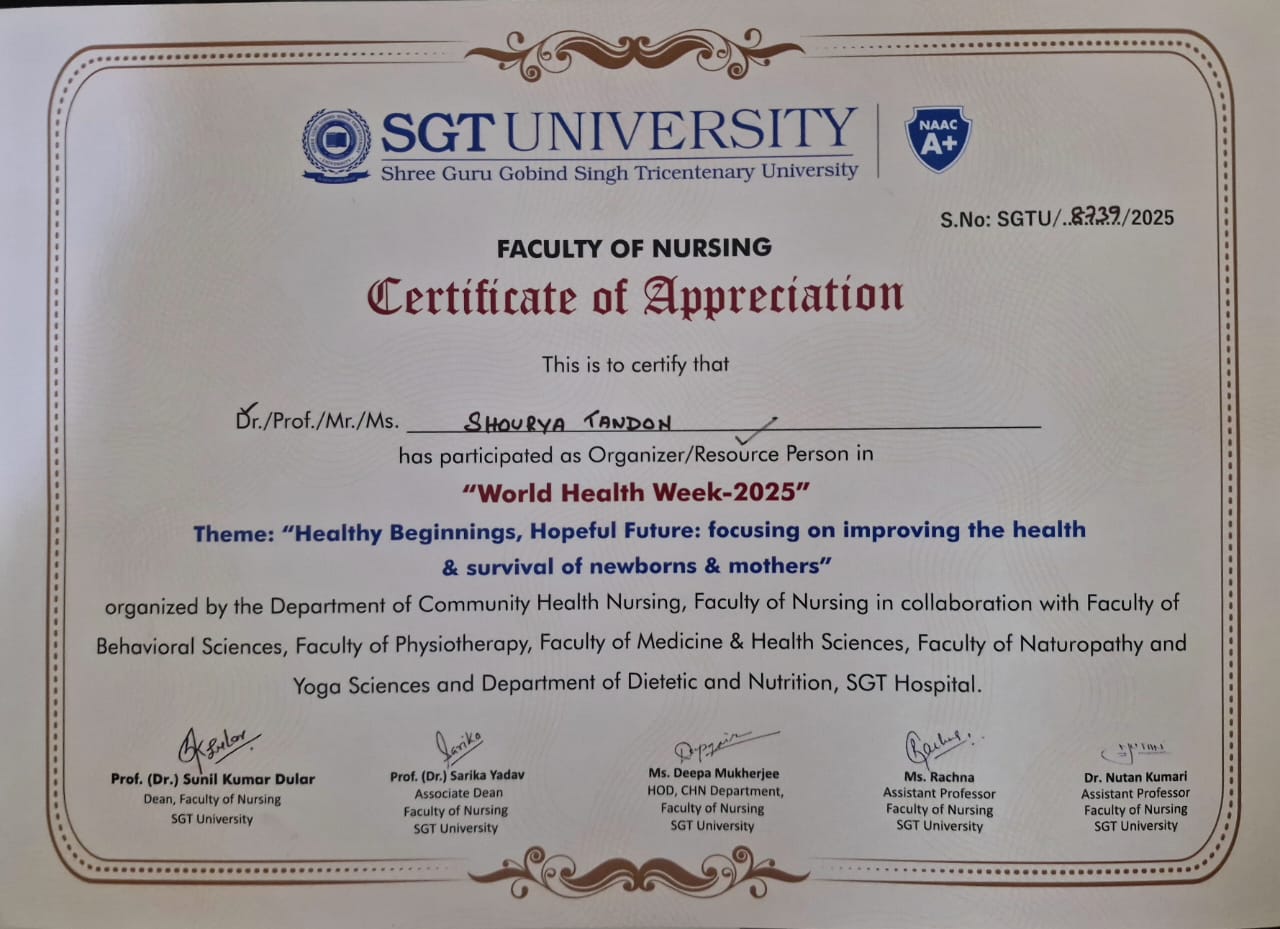 SGT UNIVERSITY
Shree Guru Gobind Singh Tricentenary University
NAAC
A+
S.No: SGTU/..8739../2025
FACULTY OF NURSING
Certificate of Appreciation
This is to certify that
Dr./Prof./Mr./Ms. SHOURYA TANDON
has participated as Organizer/Resource Person in
“World Health Week-2025”
Theme: “Healthy Beginnings, Hopeful Future: focusing on improving the health
& survival of newborns & mothers”
organized by the Department of Community Health Nursing, Faculty of Nursing in collaboration with Faculty of
Behavioral Sciences, Faculty of Physiotherapy, Faculty of Medicine & Health Sciences, Faculty of Naturopathy and
Yoga Sciences and Department of Dietetic and Nutrition, SGT Hospital.
Prof. (Dr.) Sunil Kumar Dular
Dean, Faculty of Nursing
SGT University
Prof. (Dr.) Sarika Yadav
Associate Dean
Faculty of Nursing
SGT University
Ms. Deepa Mukherjee
HOD, CHN Department,
Faculty of Nursing
SGT University
Ms. Rachna
Assistant Professor
Faculty of Nursing
SGT University
Dr. Nutan Kumari
Assistant Professor
Faculty of Nursing
SGT University